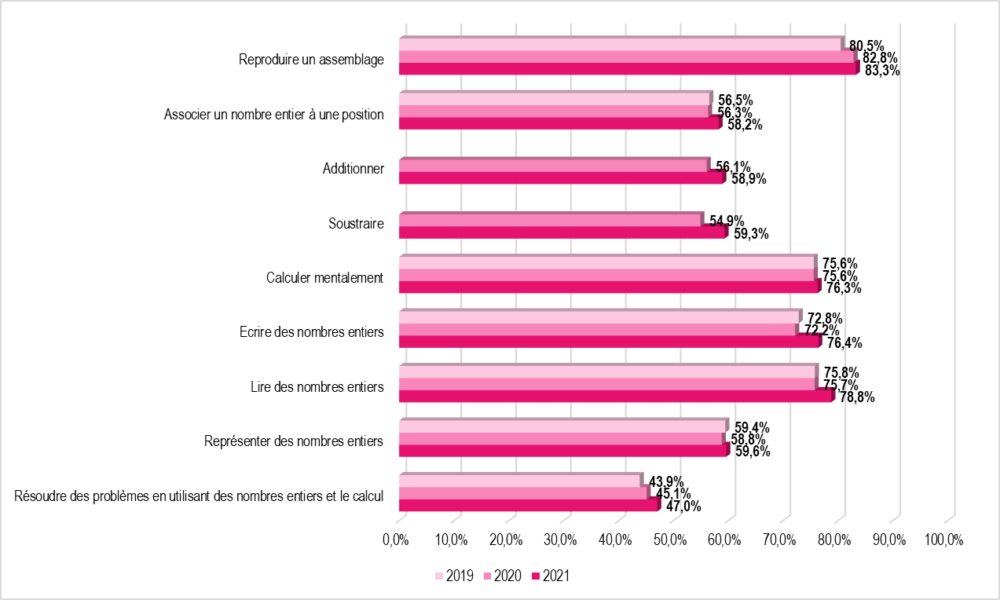 Reproduire un assemblage
80,5%
82,8%
83,3%
Associer un nombre entier à une position
56,5%
56,3%
58,2%
Additionner
56,1%
58,9%
Soustraire
54,9%
59,3%
Calculer mentalement
75,6%
75,6%
76,3%
Ecrire des nombres entiers
72,8%
72,2%
76,4%
Lire des nombres entiers
75,8%
75,7%
78,8%
Représenter des nombres entiers
59,4%
58,8%
59,6%
Résoudre des problèmes en utilisant des nombres entiers et le calcul
43,9%
45,1%
47,0%
0,0% 10,0% 20,0% 30,0% 40,0% 50,0% 60,0% 70,0% 80,0% 90,0% 100,0%
2019 2020 2021